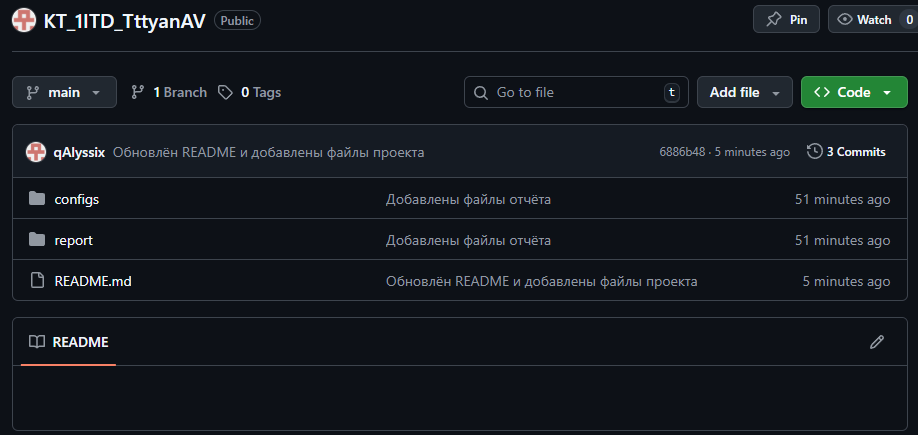 KT_1ITD_TttyanAV Public Pin Watch 0
main 1 Branch 0 Tags Go to file t Add file Code
qAlyssix Обновлён README и добавлены файлы проекта 6886b48 · 5 minutes ago 3 Commits
configs Добавлены файлы отчёта 51 minutes ago
report Добавлены файлы отчёта 51 minutes ago
README.md Обновлён README и добавлены файлы проекта 5 minutes ago
README